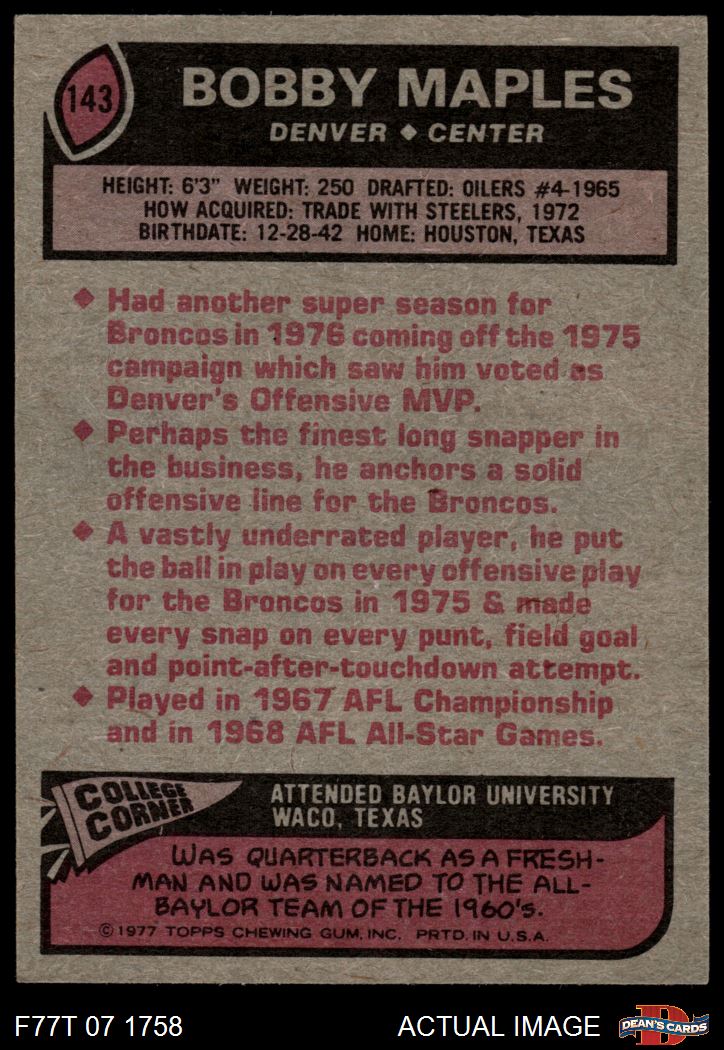 143
BOBBY MAPLES
DENVER ◆ CENTER
HEIGHT: 6'3" WEIGHT: 250 DRAFTED: OILERS #4-1965
HOW ACQUIRED: TRADE WITH STEELERS, 1972
BIRTHDATE: 12-28-42 HOME: HOUSTON, TEXAS
◆ Had another super season for
Broncos in 1976 coming off the 1975
campaign which saw him voted as
Denver's Offensive MVP.
◆ Perhaps the finest long snapper in
the business, he anchors a solid
offensive line for the Broncos.
◆ A vastly underrated player, he put
the ball in play on every offensive play
for the Broncos in 1975 & made
every snap on every punt, field goal
and point-after-touchdown attempt.
◆ Played in 1967 AFL Championship
and in 1968 AFL All-Star Games.
COLLEGE
CORNER
ATTENDED BAYLOR UNIVERSITY
WACO, TEXAS
WAS QUARTERBACK AS A FRESH-
MAN AND WAS NAMED TO THE ALL-
BAYLOR TEAM OF THE 1960's.
© 1977 TOPPS CHEWING GUM, INC. PRTD. IN U.S.A.
F77T 07 1758
ACTUAL IMAGE
D
DEAN'S CARDS